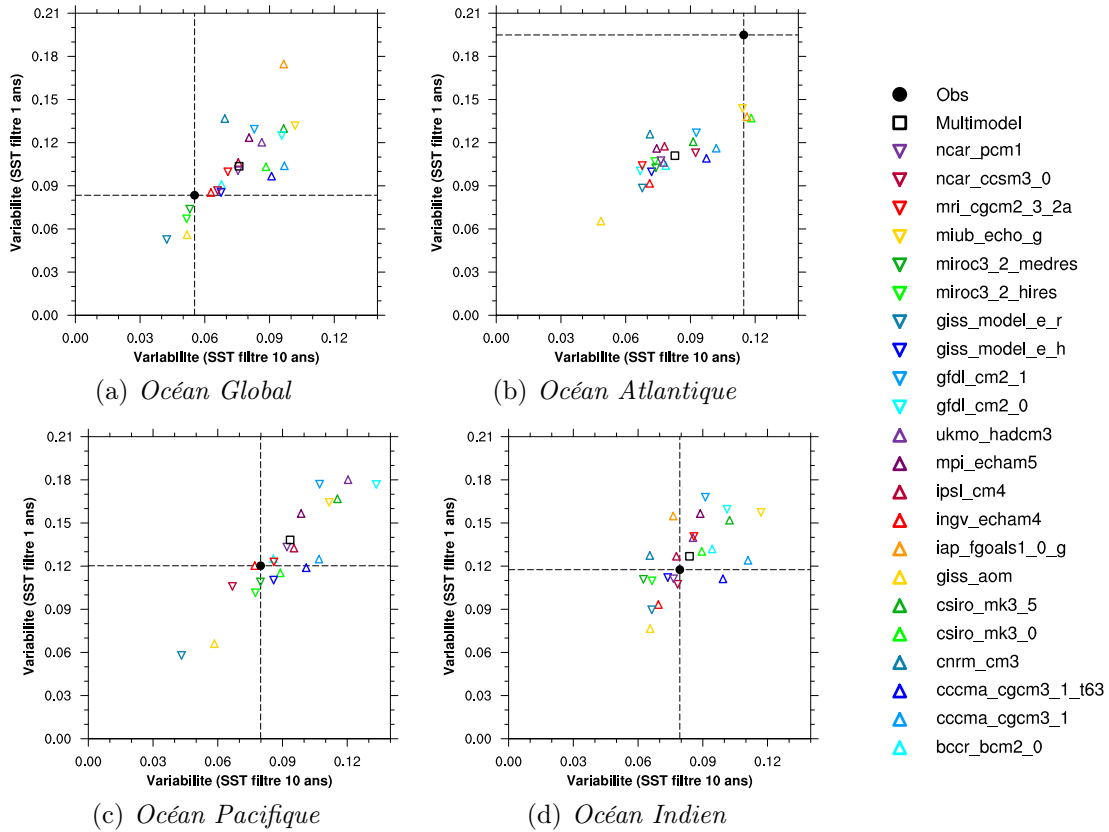 0.21
0.18
0.15
0.12
0.09
0.06
0.03
0.00
Variabilite (SST filtre 1 ans)
0.00 0.03 0.06 0.09 0.12
Variabilite (SST filtre 10 ans)
(a) Océan Global
0.21
0.18
0.15
0.12
0.09
0.06
0.03
0.00
Variabilite (SST filtre 1 ans)
0.00 0.03 0.06 0.09 0.12
Variabilite (SST filtre 10 ans)
(b) Océan Atlantique
0.21
0.18
0.15
0.12
0.09
0.06
0.03
0.00
Variabilite (SST filtre 1 ans)
0.00 0.03 0.06 0.09 0.12
Variabilite (SST filtre 10 ans)
(c) Océan Pacifique
0.21
0.18
0.15
0.12
0.09
0.06
0.03
0.00
Variabilite (SST filtre 1 ans)
0.00 0.03 0.06 0.09 0.12
Variabilite (SST filtre 10 ans)
(d) Océan Indien
Obs
Multimodel
ncar_pcm1
ncar_ccsm3_0
mri_cgcm2_3_2a
miub_echo_g
miroc3_2_medres
miroc3_2_hires
giss_model_e_r
giss_model_e_h
gfdl_cm2_1
gfdl_cm2_0
ukmo_hadcm3
mpi_echam5
ipsl_cm4
ingv_echam4
iap_fgoals1_0_g
giss_aom
csiro_mk3_5
csiro_mk3_0
cnrm_cm3
cccma_cgcm3_1_t63
cccma_cgcm3_1
bccr_bcm2_0